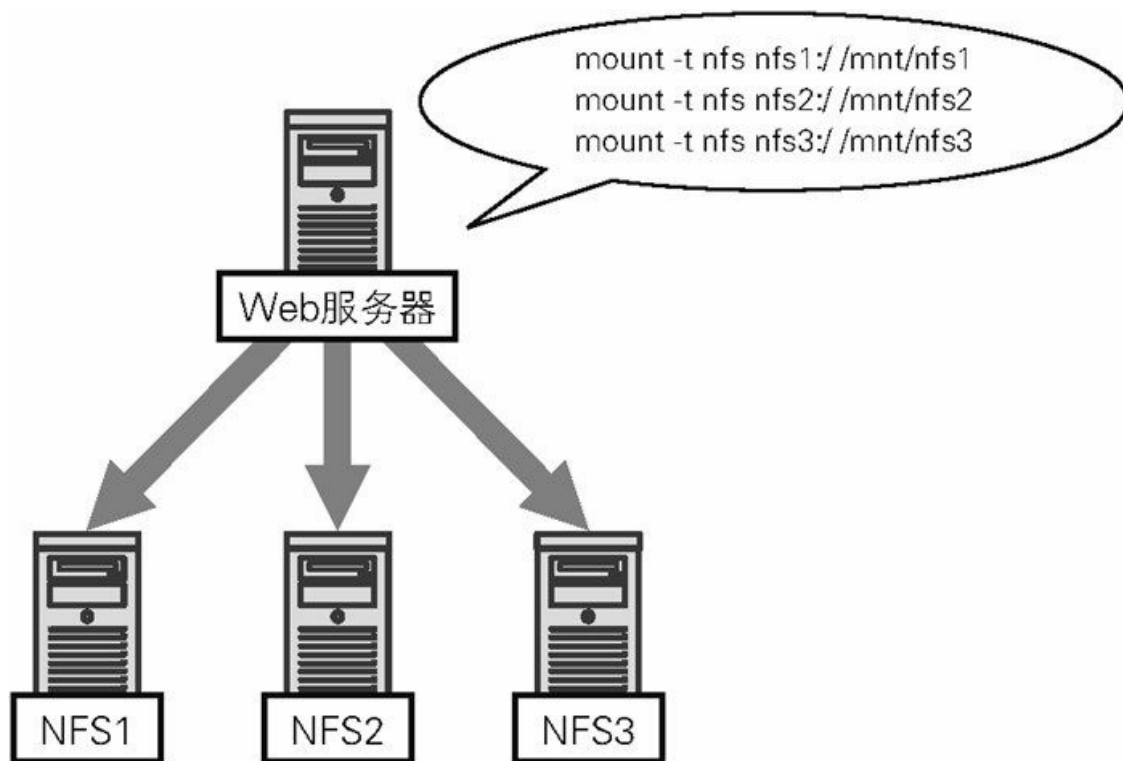 mount -t nfs nfs1:/ /mnt/nfs1
mount -t nfs nfs2:/ /mnt/nfs2
mount -t nfs nfs3:/ /mnt/nfs3
Web服务器
NFS1
NFS2
NFS3